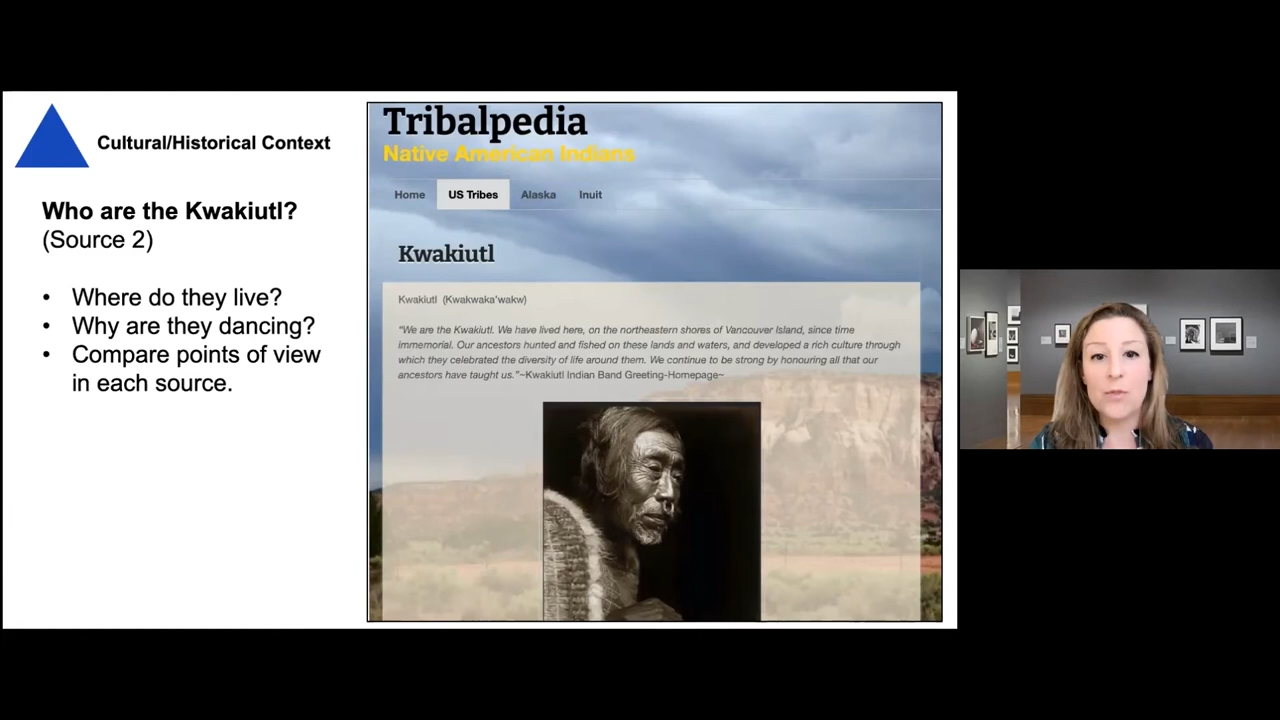 Cultural/Historical Context
Who are the Kwakiutl?
(Source 2)
• Where do they live?
• Why are they dancing?
• Compare points of view
in each source.
Tribalpedia
Native American Indians
Home US Tribes Alaska Inuit
Kwakiutl
Kwakiutl (Kwakwaka'wakw)
"We are the Kwakiutl. We have lived here, on the northeastern shores of Vancouver Island, since time
immemorial. Our ancestors hunted and fished on these lands and waters, and developed a rich culture through
which they celebrated the diversity of life around them. We continue to be strong by honouring all that our
ancestors have taught us."~Kwakiutl Indian Band Greeting-Homepage~